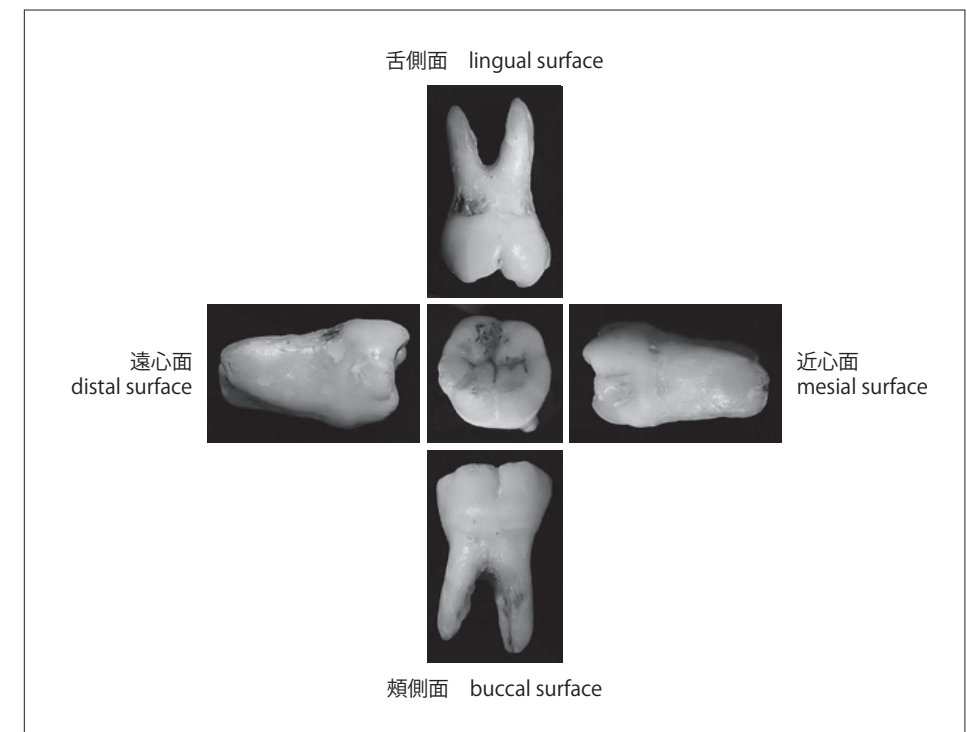 舌側面 lingual surface
遠心面
distal surface
近心面
mesial surface
頰側面 buccal surface